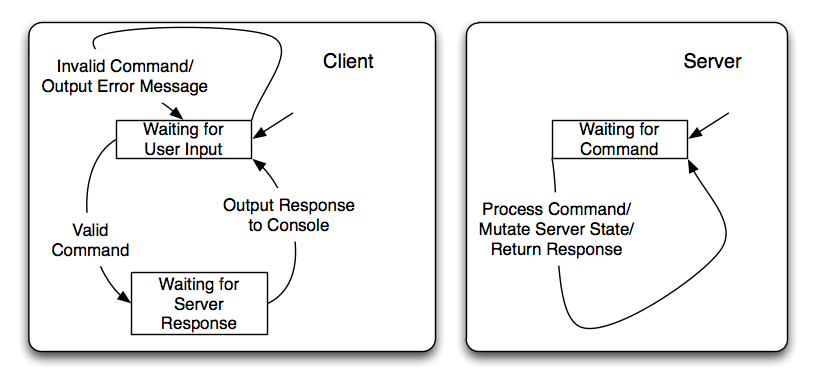 Client
Invalid Command/
Output Error Message
Waiting for
User Input
Output Response
to Console
Valid
Command
Waiting for
Server
Response
Server
Waiting for
Command
Process Command/
Mutate Server State/
Return Response